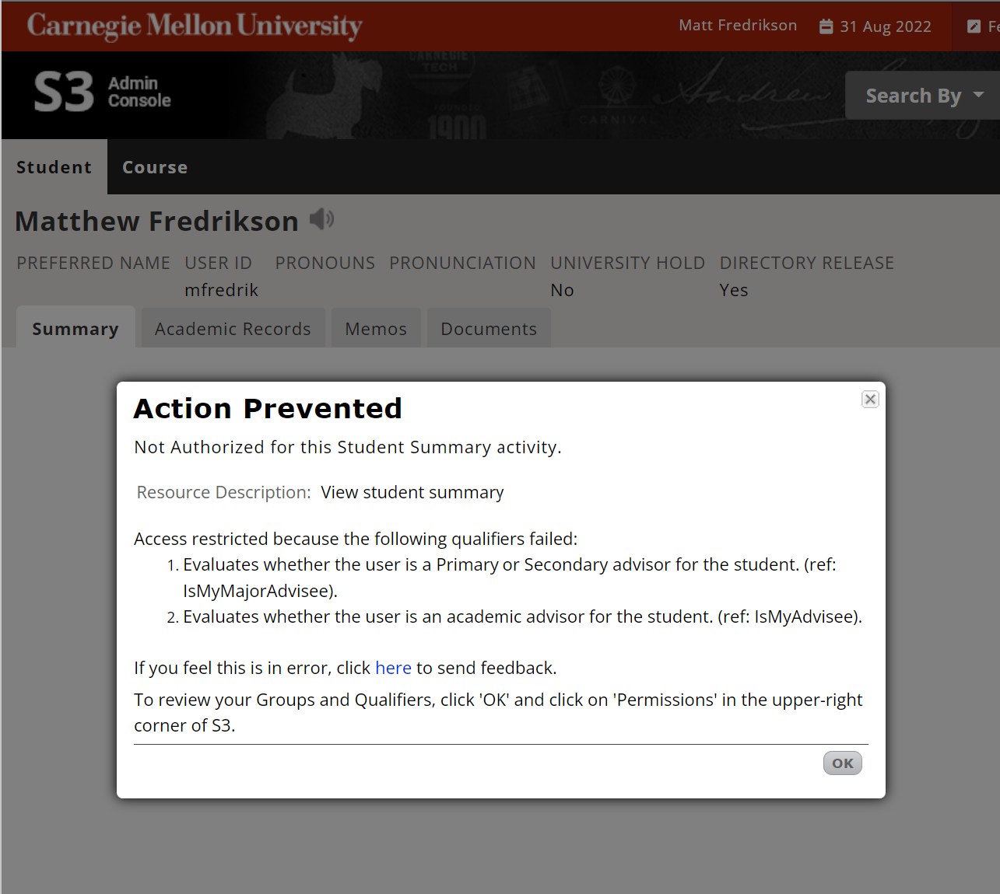 Carnegie Mellon University
Matt Fredrikson 31 Aug 2022
S3 Admin Console
CARNEGIE TECH
FOUNDED
1900
CARNIVAL
Andrew
Search By
Student Course
Matthew Fredrikson
PREFERRED NAME USER ID PRONOUNS PRONUNCIATION UNIVERSITY HOLD DIRECTORY RELEASE
mfredrik No Yes
Summary Academic Records Memos Documents
Action Prevented
Not Authorized for this Student Summary activity.
Resource Description: View student summary
Access restricted because the following qualifiers failed:
1. Evaluates whether the user is a Primary or Secondary advisor for the student. (ref:
IsMyMajorAdvisee).
2. Evaluates whether the user is an academic advisor for the student. (ref: IsMyAdvisee).
If you feel this is in error, click here to send feedback.
To review your Groups and Qualifiers, click 'OK' and click on 'Permissions' in the upper-right
corner of S3.
OK